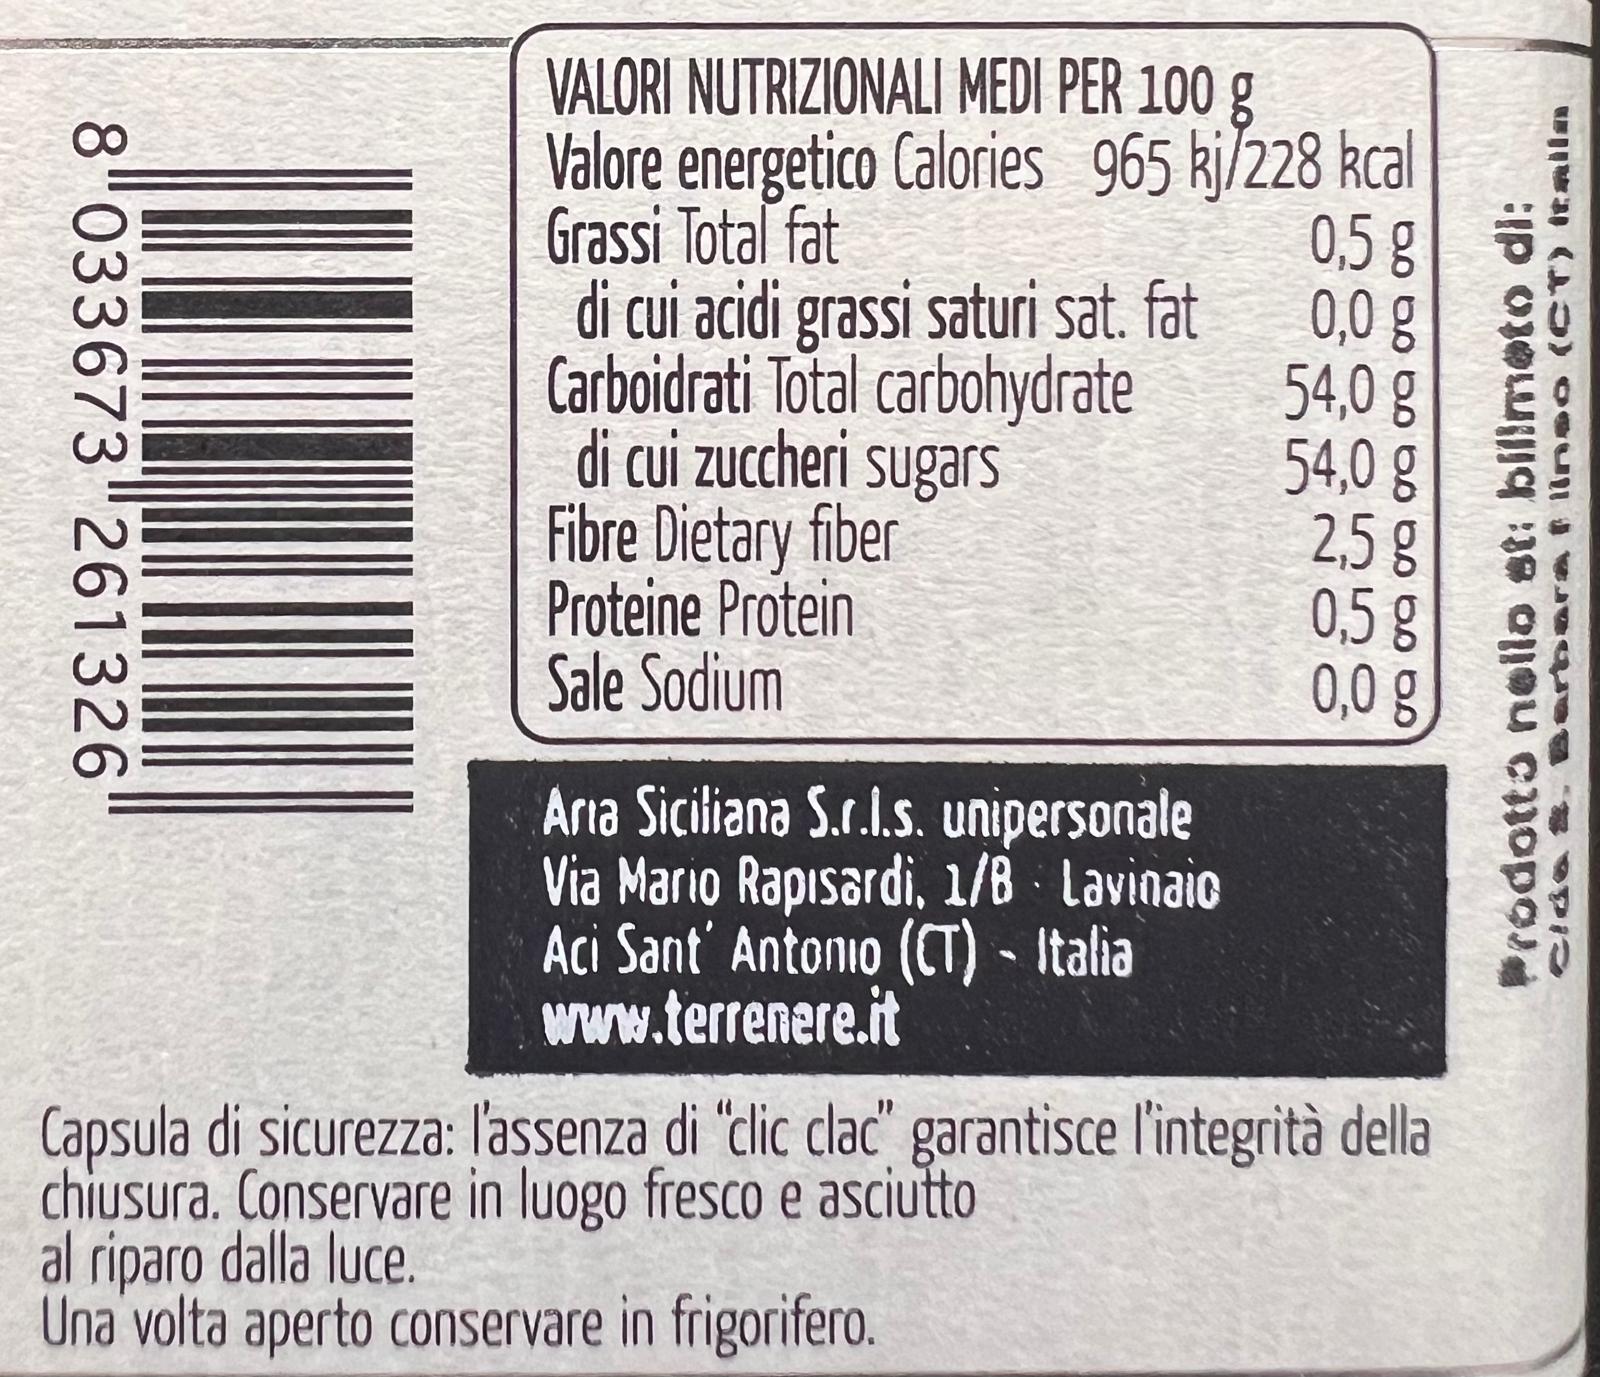 8 033673 261326
VALORI NUTRIZIONALI MEDI PER 100 g
Valore energetico Calories 965 kj/228 kcal
Grassi Total fat 0,5 g
di cui acidi grassi saturi sat. fat 0,0 g
Carboidrati Total carbohydrate 54,0 g
di cui zuccheri sugars 54,0 g
Fibre Dietary fiber 2,5 g
Proteine Protein 0,5 g
Sale Sodium 0,0 g
Aria Siciliana S.r.l.s. unipersonale
Via Mario Rapisardi, 1/B · Lavinaio
Aci Sant' Antonio (CT) - Italia
www.terrenere.it
Capsula di sicurezza: l'assenza di “clic clac” garantisce l'integrità della
chiusura. Conservare in luogo fresco e asciutto
al riparo dalla luce.
Una volta aperto conservare in frigorifero.
Prodotto nello di:
Barbara (CT)